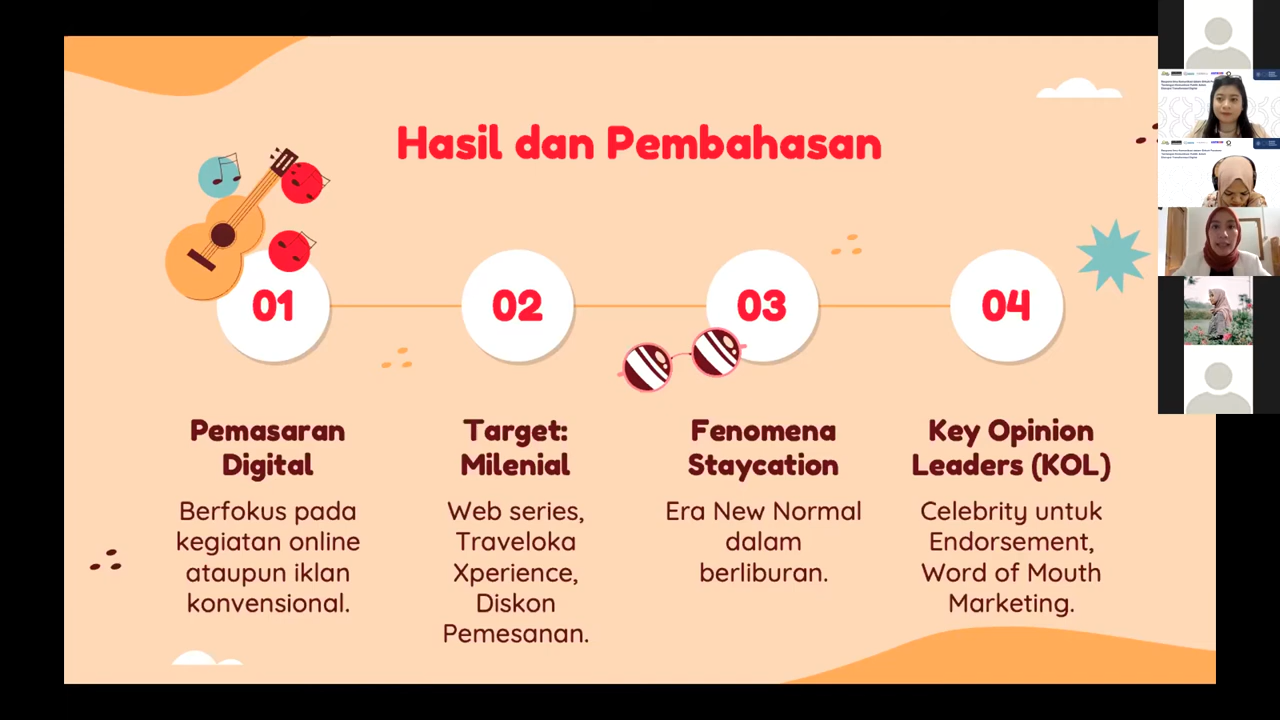 Hasil dan Pembahasan
01
02
03
04
Pemasaran
Digital
Berfokus pada
kegiatan online
ataupun iklan
konvensional.
Target:
Milenial
Web series,
Traveloka
Xperience,
Diskon
Pemesanan.
Fenomena
Staycation
Era New Normal
dalam
berliburan.
Key Opinion
Leaders (KOL)
Celebrity untuk
Endorsement,
Word of Mouth
Marketing.